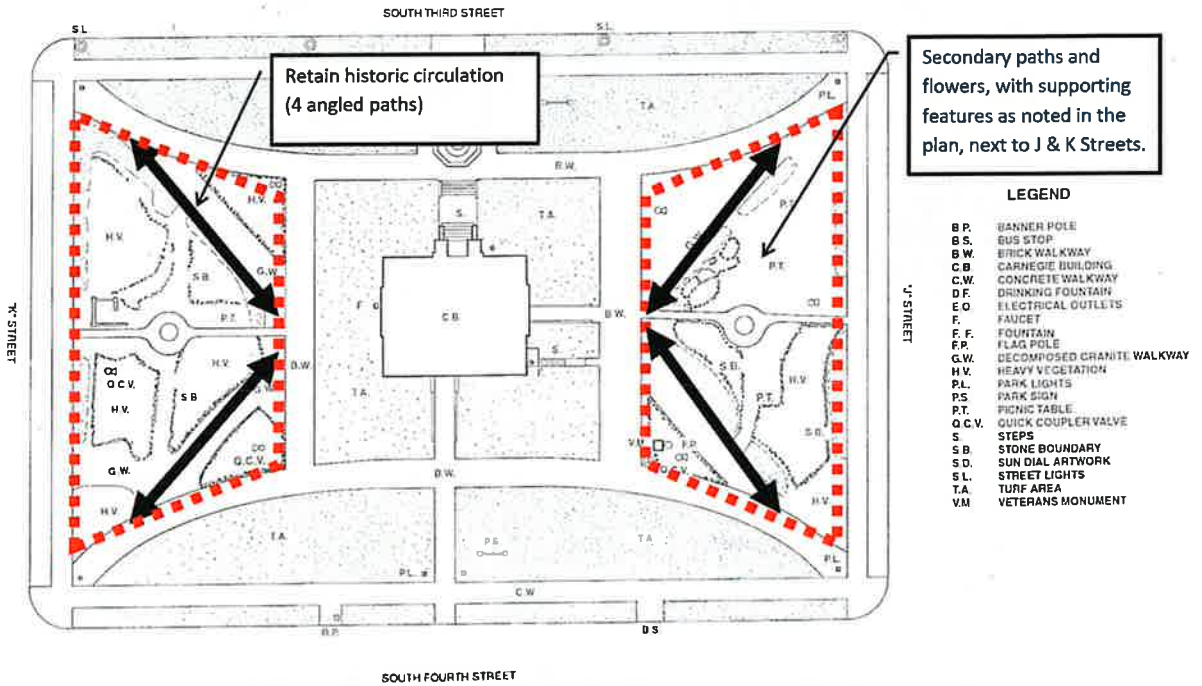 SOUTH THIRD STREET
S L
S.L.
Retain historic circulation
(4 angled paths)
Secondary paths and
flowers, with supporting
features as noted in the
plan, next to J & K Streets.
T.A.
P.L.
B.W.
H.V.
H.V.
S.B.
G.W.
P.T.
S.
T.A.
F.
C.B.
B.W.
S.
P.T.
P.T.
"K" STREET
"J" STREET
Q.C.V.
H.V.
H.V.
S.B
B.W.
T.A.
G.W.
Q.C.V.
H.V.
B.W.
S.B.
P.T.
H.V.
S.D.
V.M
F.P.
Q.C.V.
H.V.
T.A.
P.S.
T.A.
P.L.
P.L.
C.W
B.P.
B S
SOUTH FOURTH STREET
LEGEND
B P. BANNER POLE
B S. BUS STOP
B W. BRICK WALKWAY
C.B. CARNEGIE BUILDING
C.W. CONCRETE WALKWAY
D F. DRINKING FOUNTAIN
E O. ELECTRICAL OUTLETS
F. FAUCET
F. F. FOUNTAIN
F.P. FLAG POLE
G.W. DECOMPOSED GRANITE WALKWAY
H.V. HEAVY VEGETATION
P.L. PARK LIGHTS
P.S PARK SIGN
P.T. PICNIC TABLE
Q.C.V. QUICK COUPLER VALVE
S. STEPS
S.B. STONE BOUNDARY
S D. SUN DIAL ARTWORK
S L. STREET LIGHTS
T.A. TURF AREA
V.M VETERANS MONUMENT